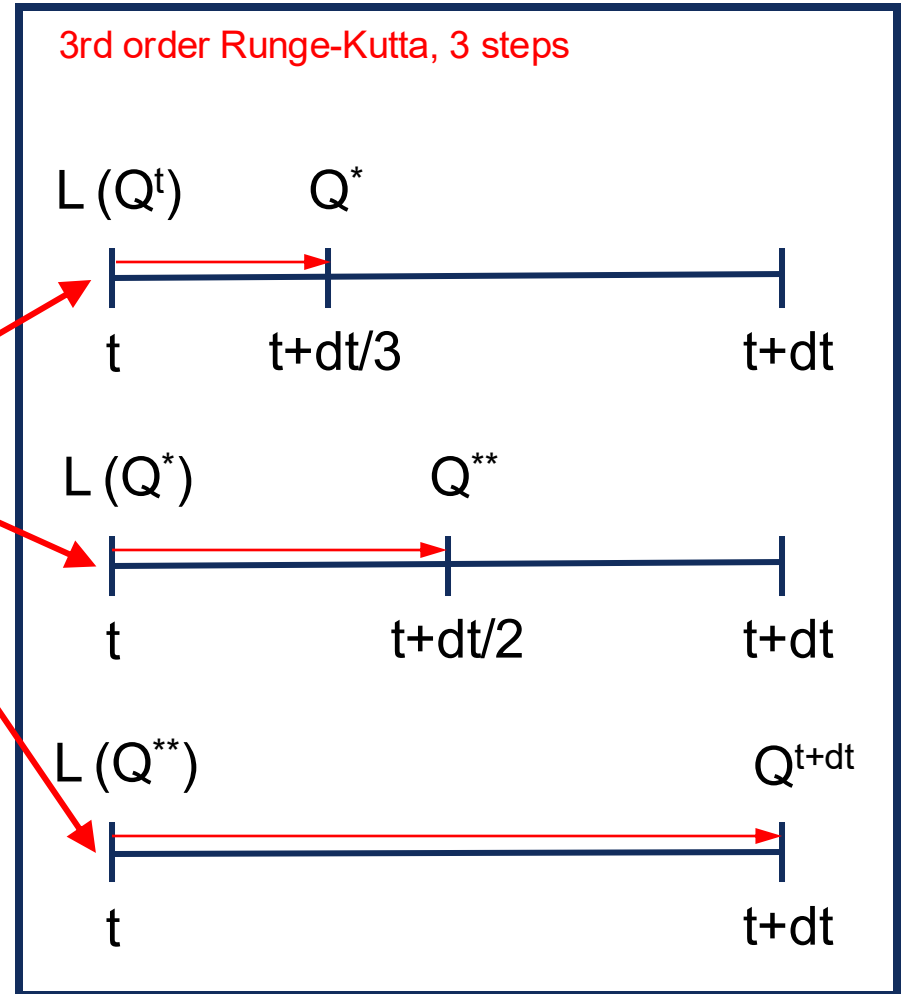 3rd order Runge-Kutta, 3 steps
L (Qᵗ) Q*
t t+dt/3 t+dt
L (Q*) Q**
t t+dt/2 t+dt
L (Q**) Qᵗ⁺ᵈᵗ
t t+dt